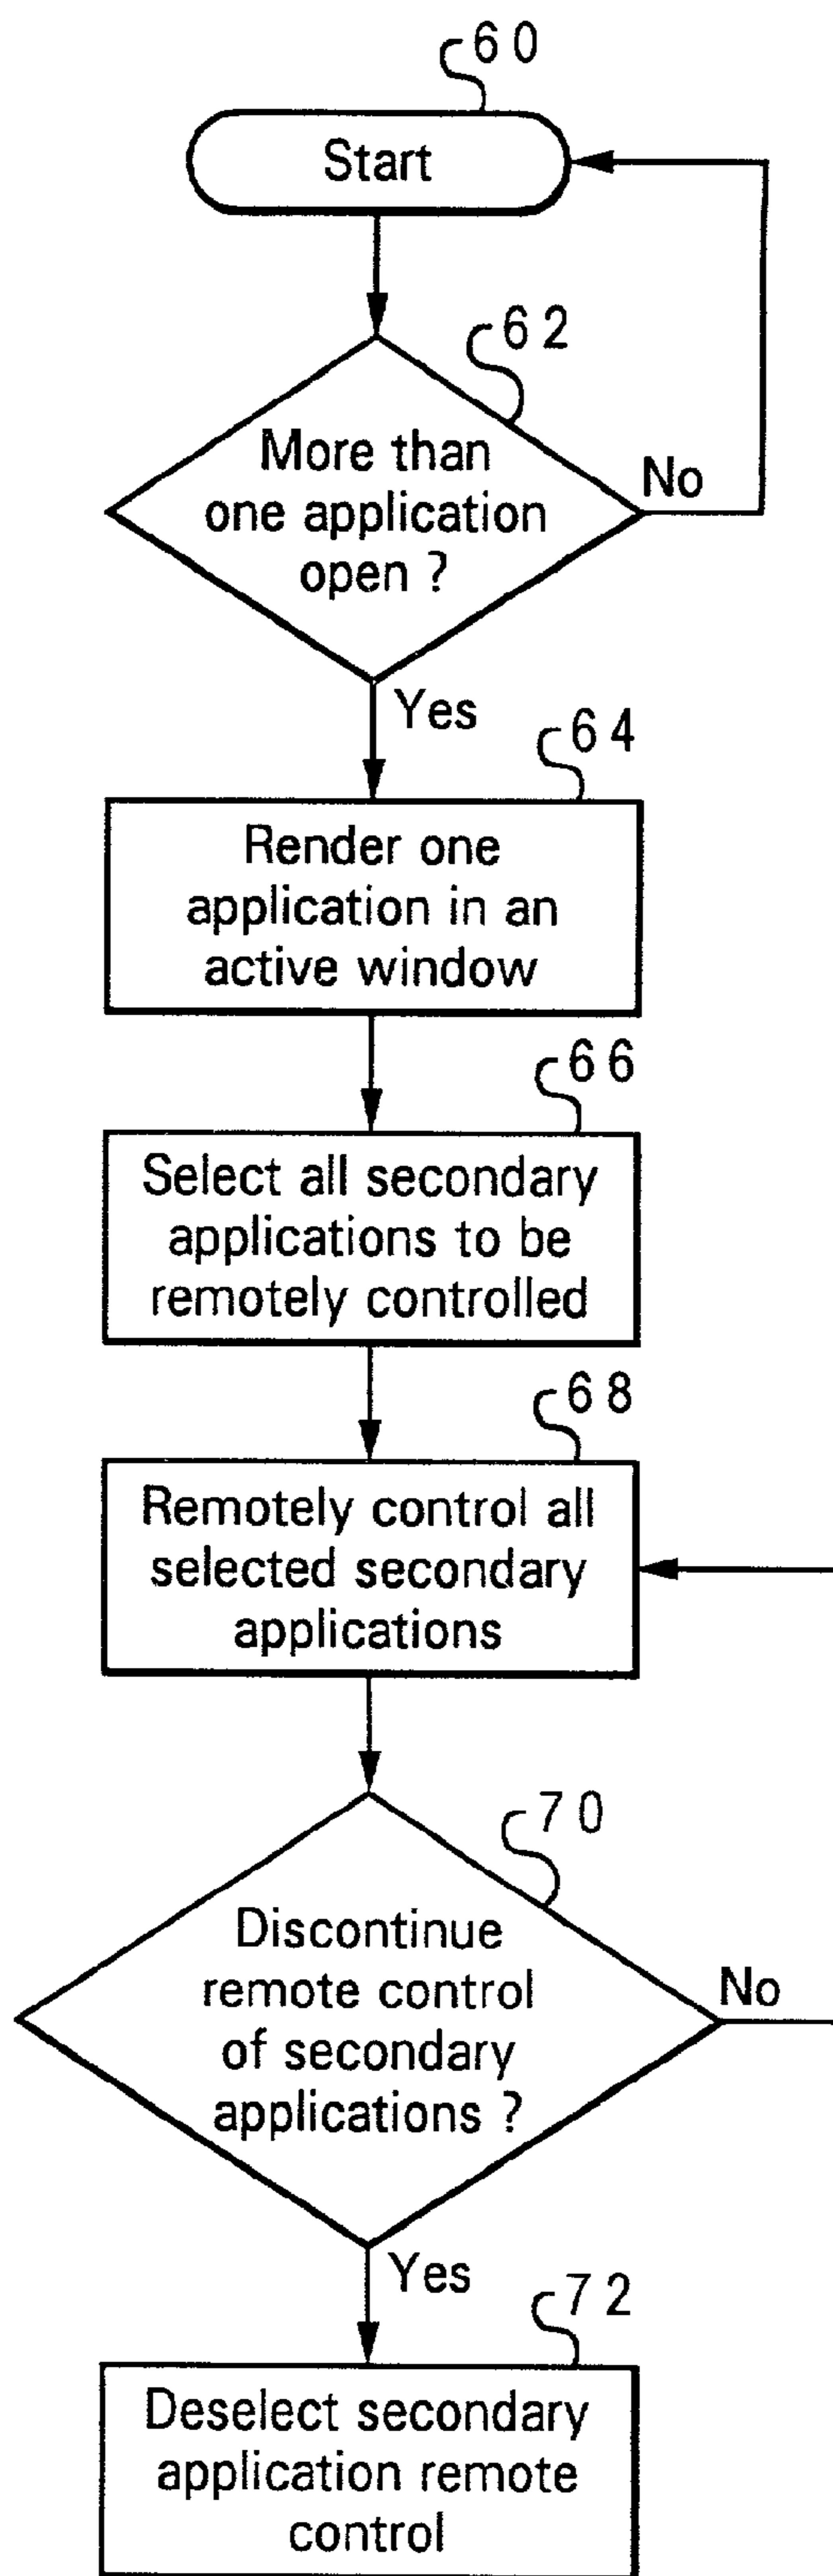 60
Start
62
More than
one application
open ?
No
Yes
64
Render one
application in an
active window
66
Select all secondary
applications to be
remotely controlled
68
Remotely control all
selected secondary
applications
70
Discontinue
remote control
of secondary
applications ?
No
Yes
72
Deselect secondary
application remote
control